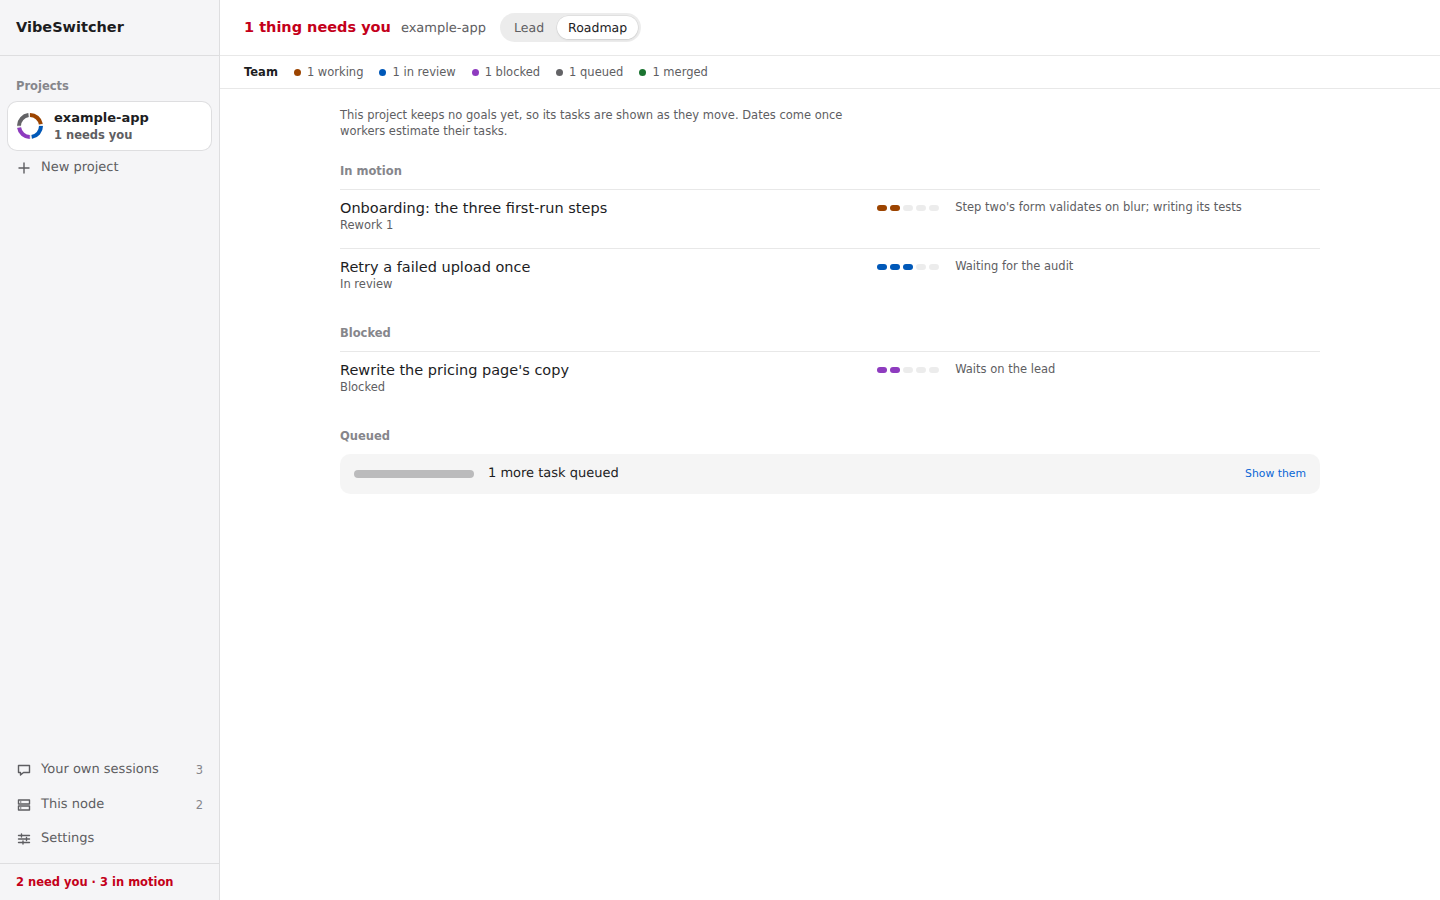 VibeSwitcher
Projects
example-app
1 needs you
New project
Your own sessions 3
This node 2
Settings
2 need you · 3 in motion
1 thing needs you example-app Lead Roadmap
Team 1 working 1 in review 1 blocked 1 queued 1 merged
This project keeps no goals yet, so its tasks are shown as they move. Dates come once
workers estimate their tasks.
In motion
Onboarding: the three first-run steps Step two's form validates on blur; writing its tests
Rework 1
Retry a failed upload once Waiting for the audit
In review
Blocked
Rewrite the pricing page's copy Waits on the lead
Blocked
Queued
1 more task queued Show them